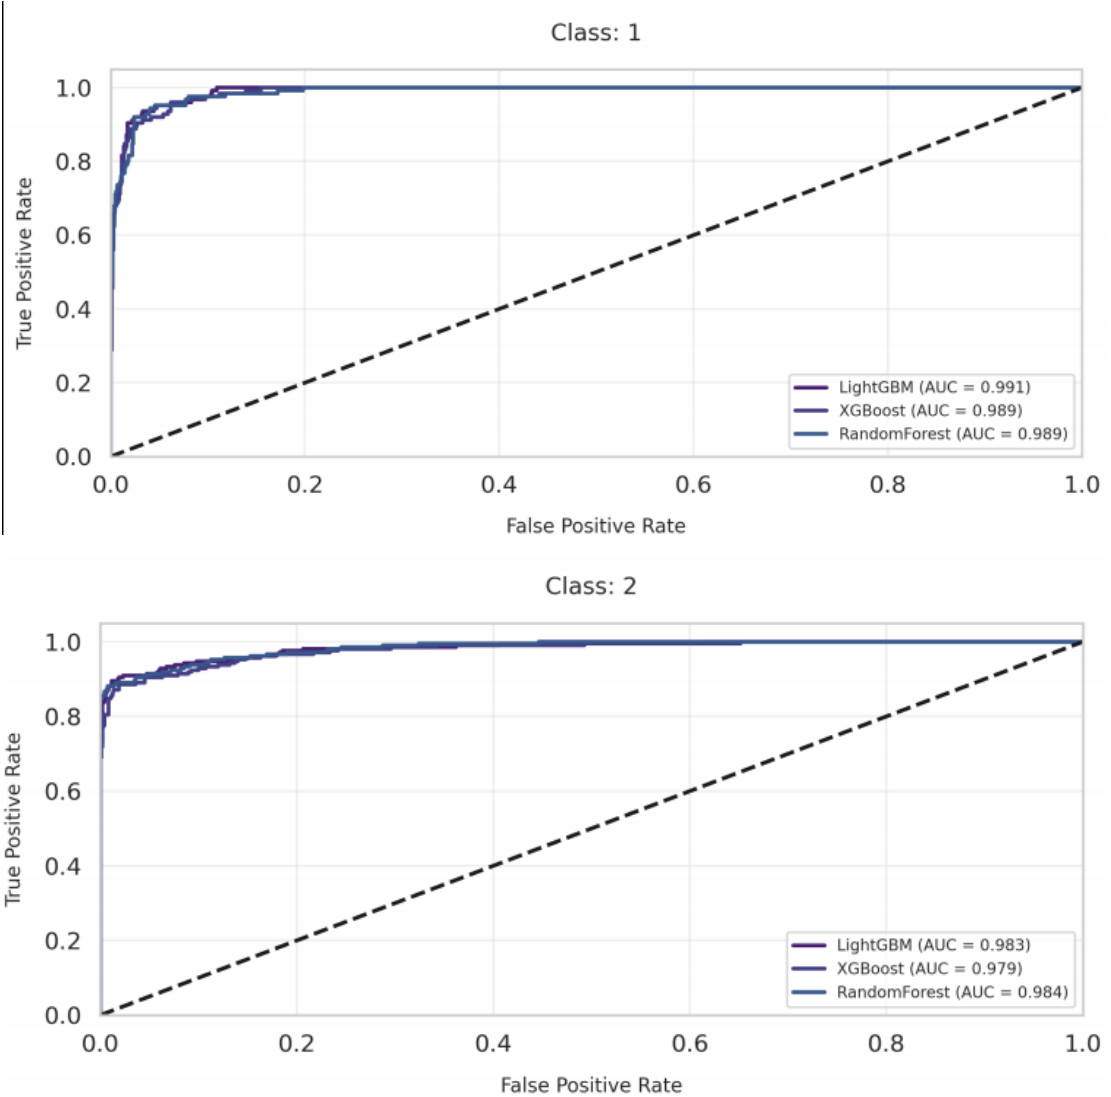 Class: 1
True Positive Rate
1.0
0.8
0.6
0.4
0.2
0.0
LightGBM (AUC = 0.991)
XGBoost (AUC = 0.989)
RandomForest (AUC = 0.989)
0.0 0.2 0.4 0.6 0.8 1.0
False Positive Rate
Class: 2
True Positive Rate
1.0
0.8
0.6
0.4
0.2
0.0
LightGBM (AUC = 0.983)
XGBoost (AUC = 0.979)
RandomForest (AUC = 0.984)
0.0 0.2 0.4 0.6 0.8 1.0
False Positive Rate